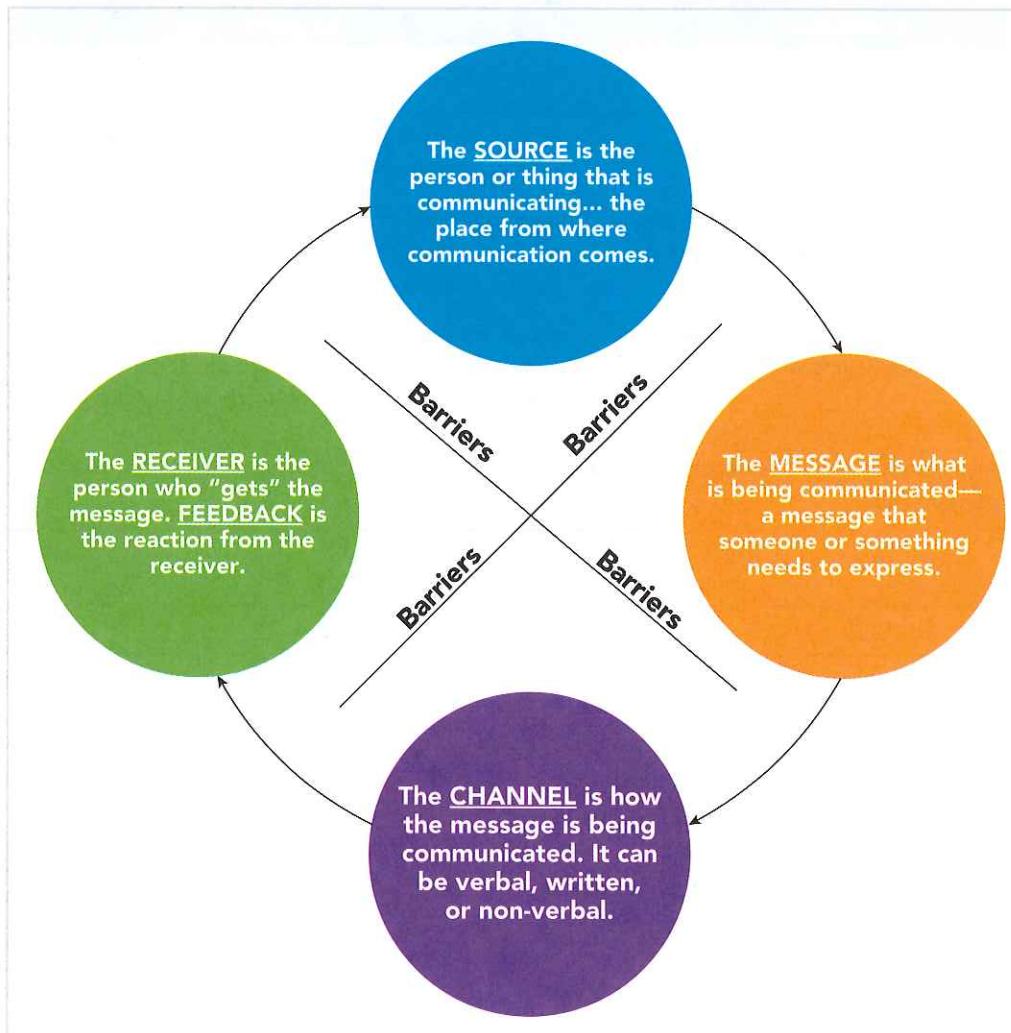 The SOURCE is the
person or thing that is
communicating... the
place from where
communication comes.
Barriers
Barriers
The RECEIVER is the
person who "gets" the
message. FEEDBACK is
the reaction from the
receiver.
The MESSAGE is what
is being communicated—
a message that
someone or something
needs to express.
Barriers
Barriers
The CHANNEL is how
the message is being
communicated. It can
be verbal, written,
or non-verbal.